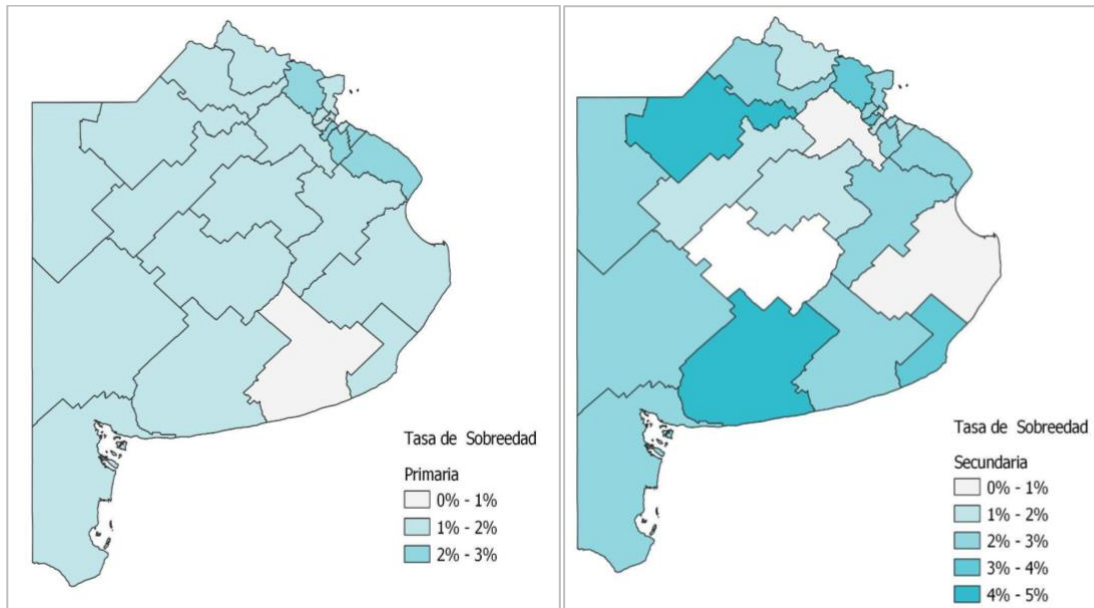 Tasa de Sobreedad
Primaria
0% - 1%
1% - 2%
2% - 3%
Tasa de Sobreedad
Secundaria
0% - 1%
1% - 2%
2% - 3%
3% - 4%
4% - 5%